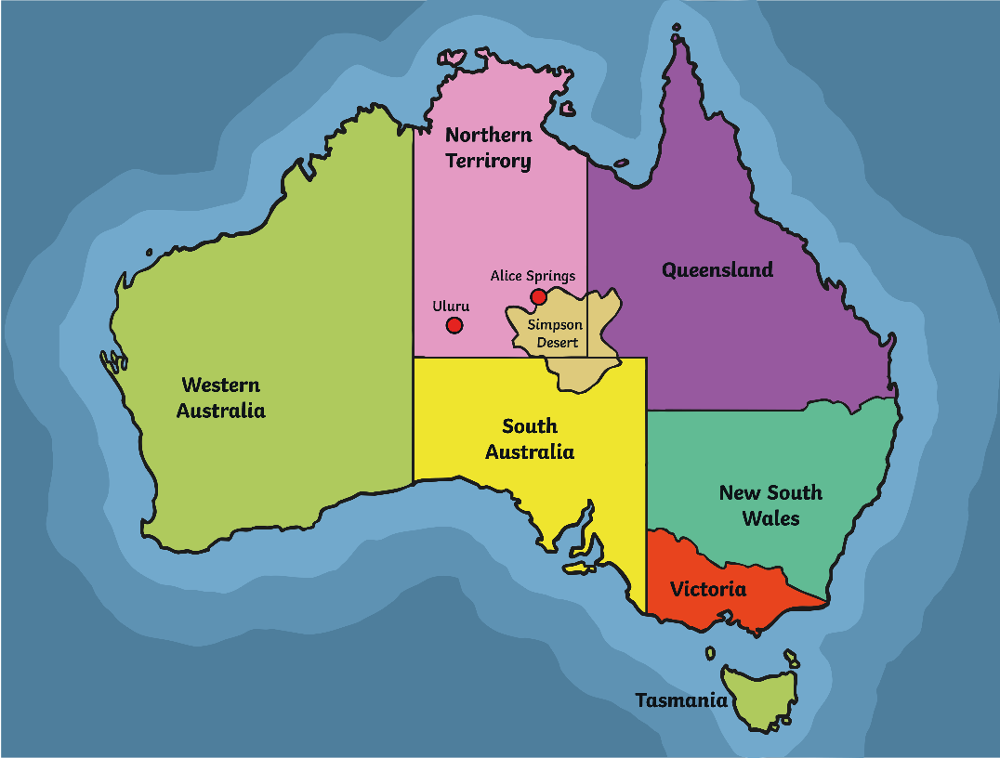 Northern
Terrirory
Queensland
Alice Springs
Uluru
Simpson
Desert
Western
Australia
South
Australia
New South
Wales
Victoria
Tasmania